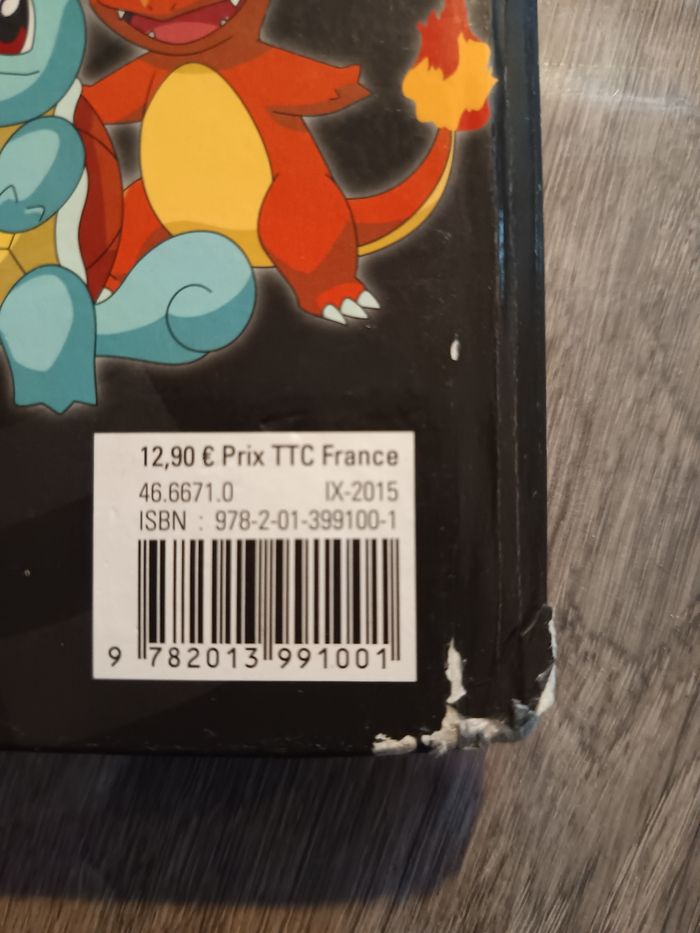 12,90 € Prix TTC France
46.6671.0 IX-2015
ISBN : 978-2-01-399100-1
9 782013 991001